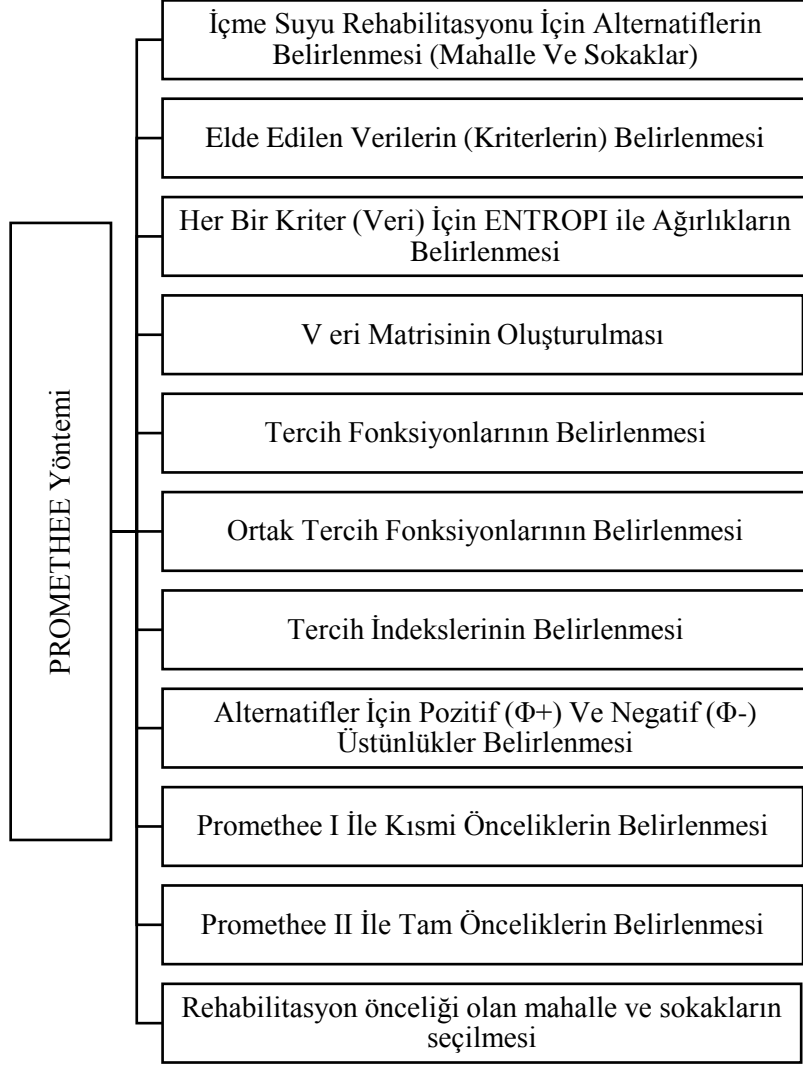 PROMETHEE Yöntemi
İçme Suyu Rehabilitasyonu İçin Alternatiflerin
Belirlenmesi (Mahalle Ve Sokaklar)
Elde Edilen Verilerin (Kriterlerin) Belirlenmesi
Her Bir Kriter (Veri) İçin ENTROPI ile Ağırlıkların
Belirlenmesi
V eri Matrisinin Oluşturulması
Tercih Fonksiyonlarının Belirlenmesi
Ortak Tercih Fonksiyonlarının Belirlenmesi
Tercih İndekslerinin Belirlenmesi
Alternatifler İçin Pozitif (Φ+) Ve Negatif (Φ-)
Üstünlükler Belirlenmesi
Promethee I İle Kısmi Önceliklerin Belirlenmesi
Promethee II İle Tam Önceliklerin Belirlenmesi
Rehabilitasyon önceliği olan mahalle ve sokakların
seçilmesi